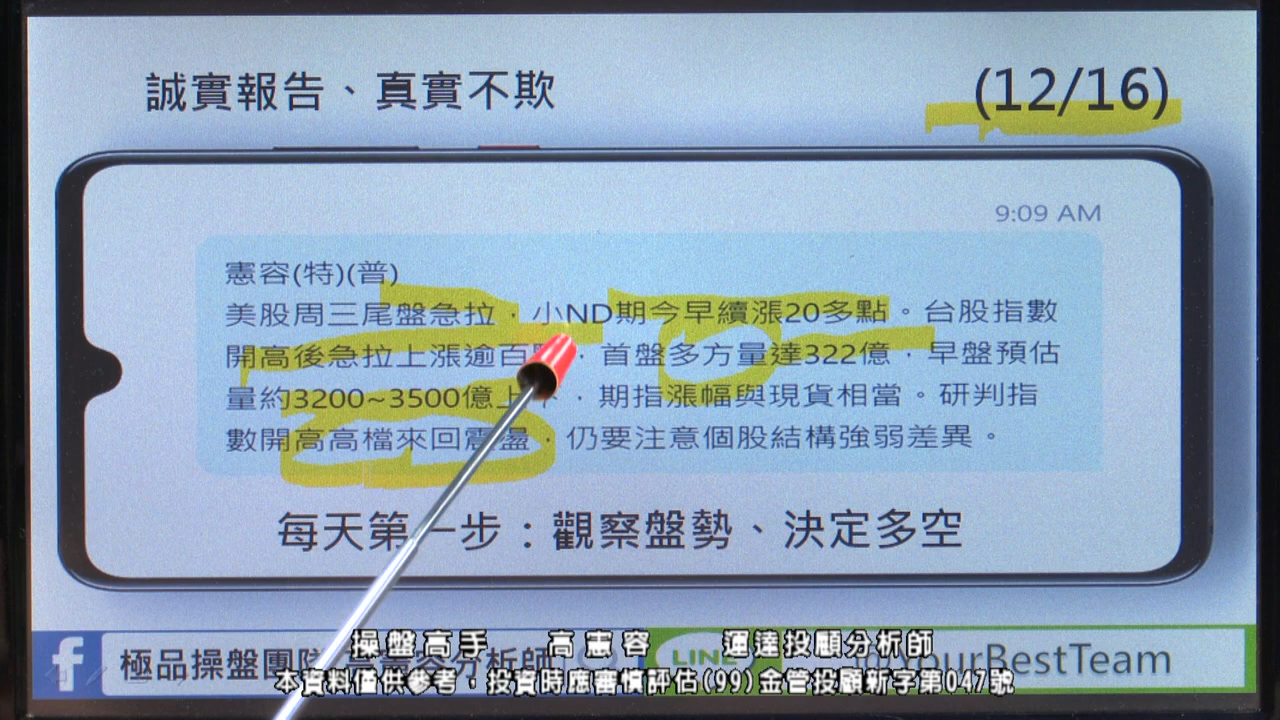 誠實報告、真實不欺
(12/16)
9:09 AM
憲容(特)(普)
美股周三尾盤急拉，小ND期今早續漲20多點。台股指數
開高後急拉上漲逾百，首盤多方量達322億，早盤預估
量約3200~3500億上，期指漲幅與現貨相當。研判指
數開高高檔來回震盪，仍要注意個股結構強弱差異。
每天第一步：觀察盤勢、決定多空
操盤高手 高憲容 運達投顧分析師
f 極品操盤團隊 分析師 LINE YourBestTeam
本資料僅供參考，投資時應審慎評估(99)金管投顧新字第047號